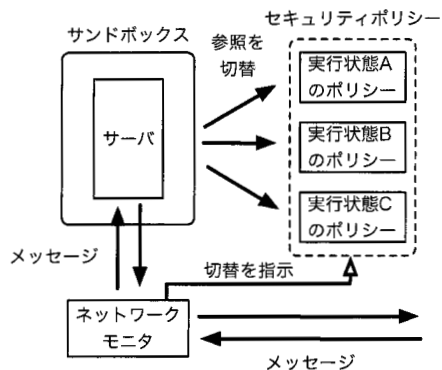 サンドボックス
セキュリティポリシー
参照を
切替
サーバ
実行状態A
のポリシー
実行状態B
のポリシー
実行状態C
のポリシー
メッセージ
切替を指示
ネットワーク
モニタ
メッセージ